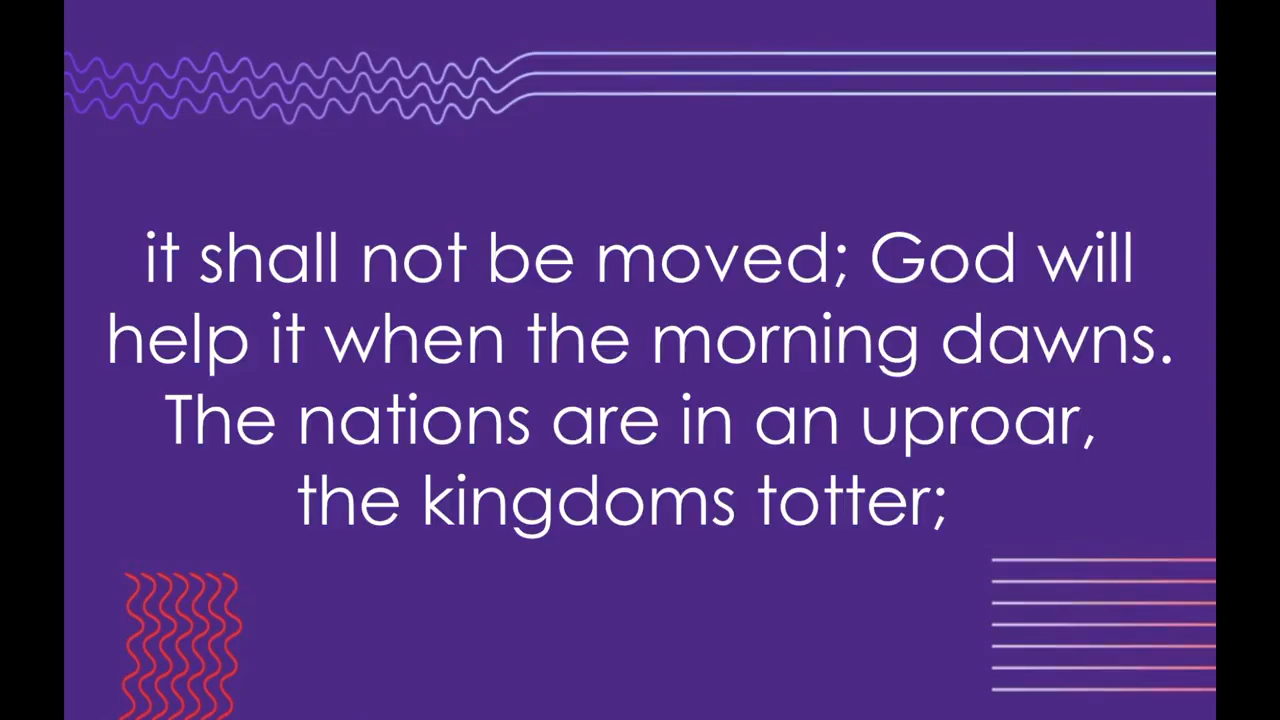 it shall not be moved; God will
help it when the morning dawns.
The nations are in an uproar,
the kingdoms totter;